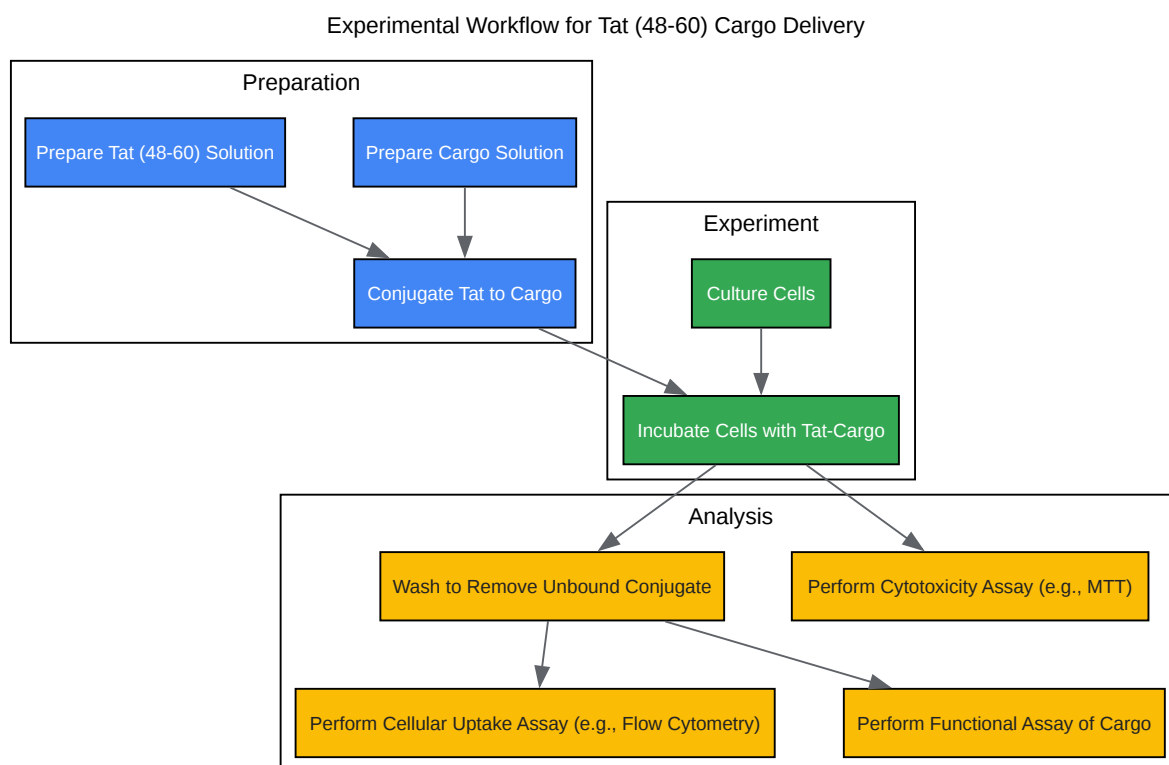 Experimental Workflow for Tat (48-60) Cargo Delivery
Preparation
Prepare Tat (48-60) Solution
Prepare Cargo Solution
Conjugate Tat to Cargo
Experiment
Culture Cells
Incubate Cells with Tat-Cargo
Analysis
Wash to Remove Unbound Conjugate
Perform Cytotoxicity Assay (e.g., MTT)
Perform Cellular Uptake Assay (e.g., Flow Cytometry)
Perform Functional Assay of Cargo